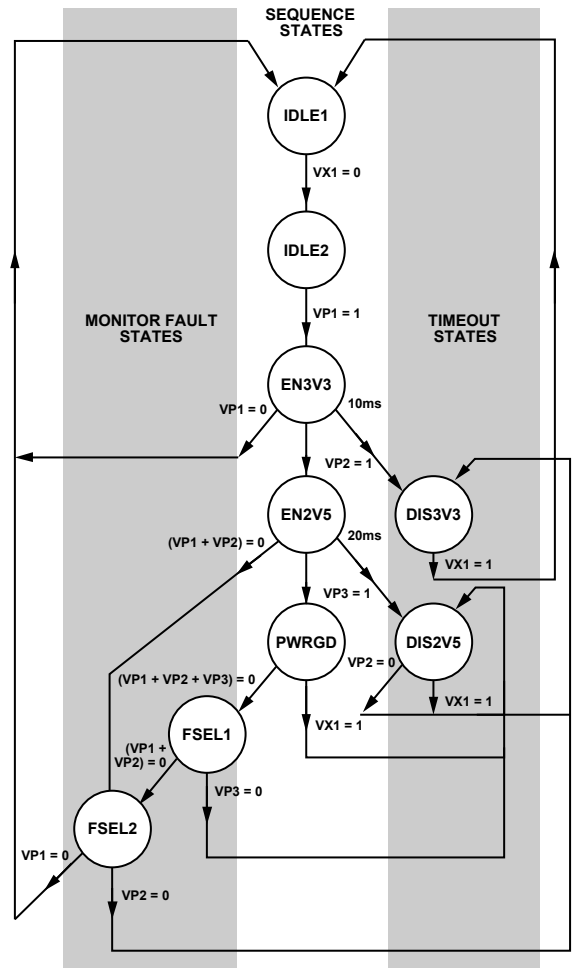 SEQUENCE
STATES
IDLE1
VX1 = 0
IDLE2
VP1 = 1
MONITOR FAULT
STATES
TIMEOUT
STATES
EN3V3
VP1 = 0
10ms
VP2 = 1
EN2V5
DIS3V3
(VP1 + VP2) = 0
20ms
VX1 = 1
VP3 = 1
PWRGD
DIS2V5
VP2 = 0
(VP1 + VP2 + VP3) = 0
VX1 = 1
VX1 = 1
FSEL1
(VP1 +
VP2) = 0
VP3 = 0
FSEL2
VP1 = 0
VP2 = 0